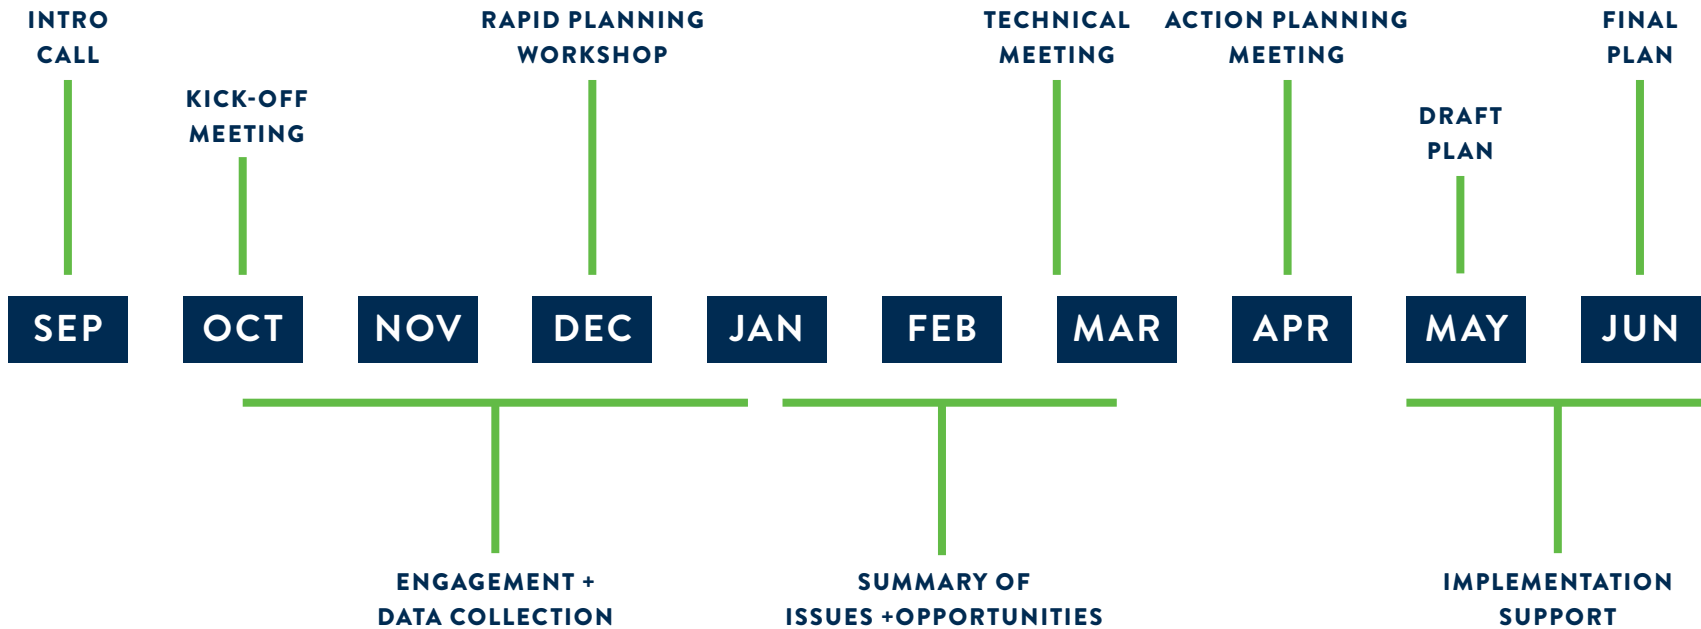 INTRO
CALL
KICK-OFF
MEETING
RAPID PLANNING
WORKSHOP
TECHNICAL
MEETING
ACTION PLANNING
MEETING
DRAFT
PLAN
FINAL
PLAN
SEP
OCT
NOV
DEC
JAN
FEB
MAR
APR
MAY
JUN
ENGAGEMENT +
DATA COLLECTION
SUMMARY OF
ISSUES +OPPORTUNITIES
IMPLEMENTATION
SUPPORT